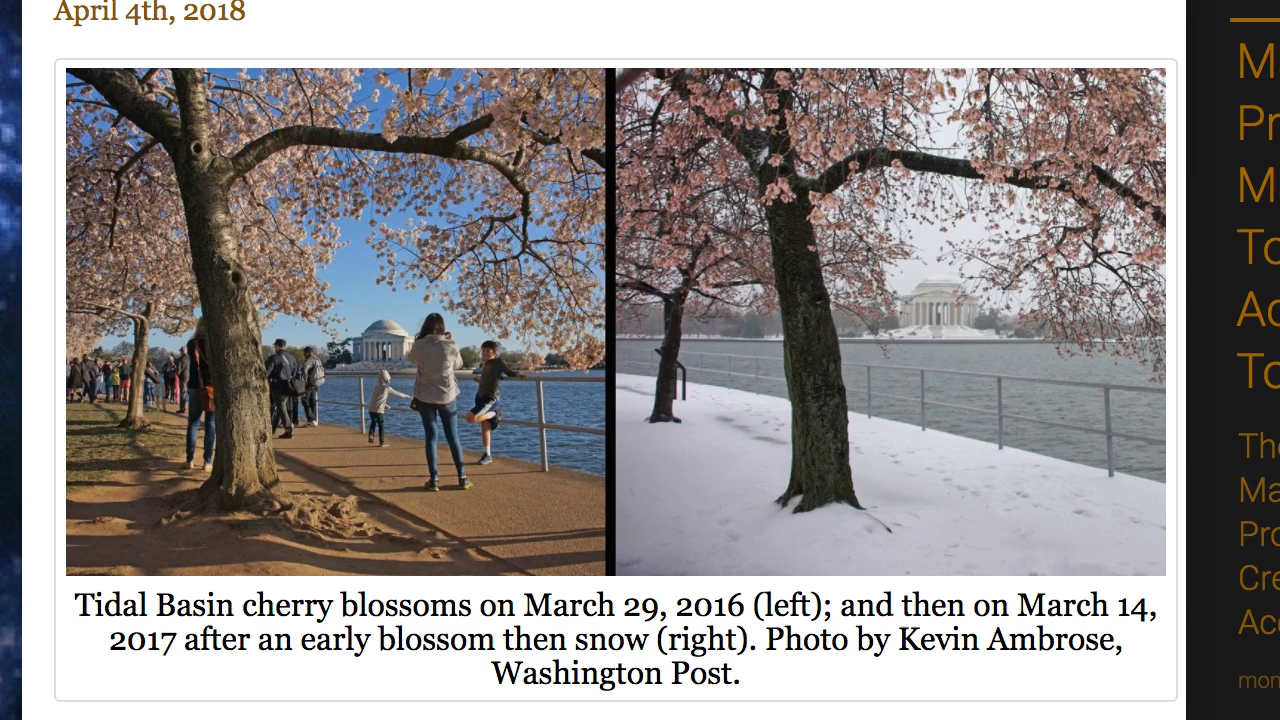 April 4th, 2018
Tidal Basin cherry blossoms on March 29, 2016 (left); and then on March 14,
2017 after an early blossom then snow (right). Photo by Kevin Ambrose,
Washington Post.